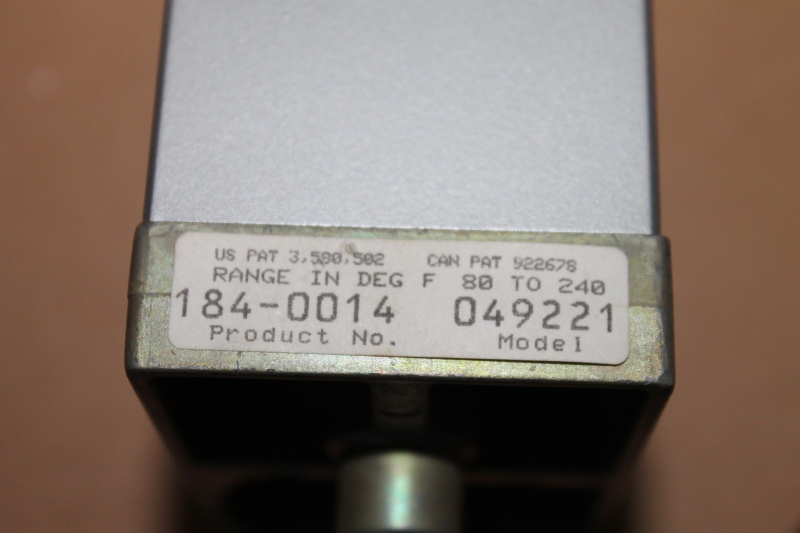 US PAT 3,580,502 CAN PAT 922678
RANGE IN DEG F 80 TO 240
184-0014 049221
Product No. Model